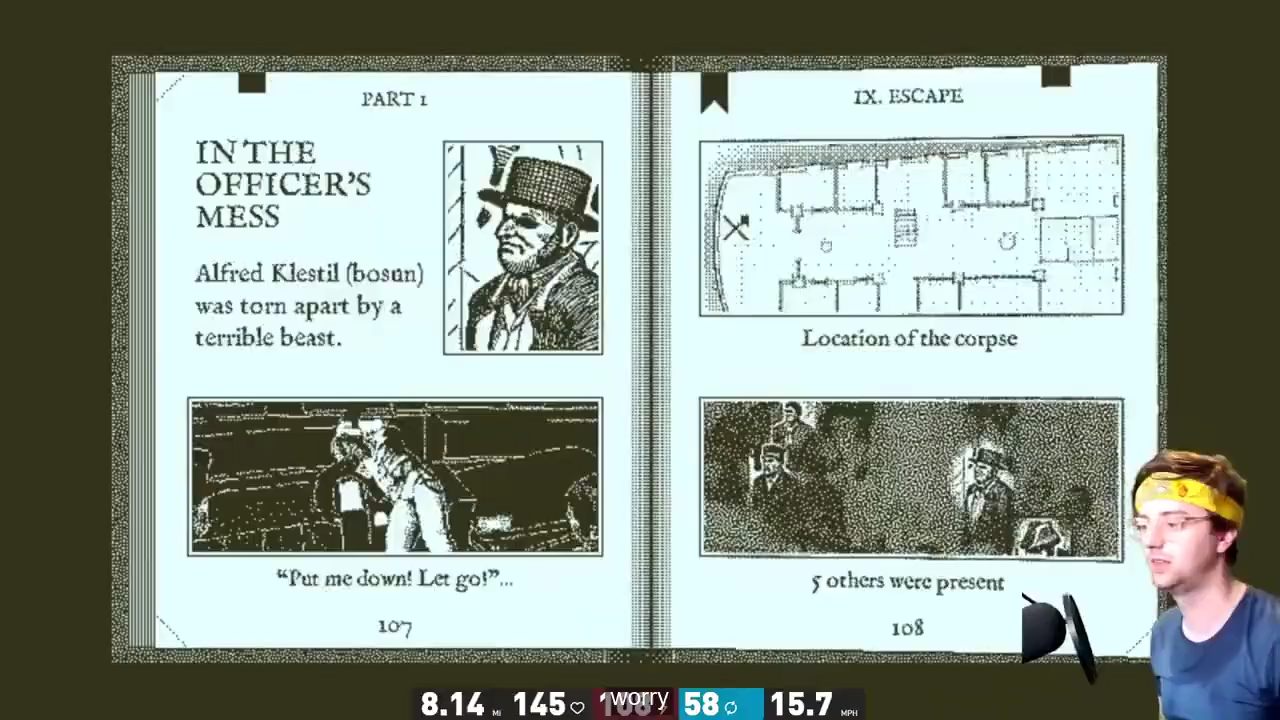 PART 1
IN THE
OFFICER'S
MESS
Alfred Klestil (bosun)
was torn apart by a
terrible beast.
"Put me down! Let go!"...
107
IX. ESCAPE
Location of the corpse
5 others were present
108
8.14 MI 145 worry 58 15.7 MPH